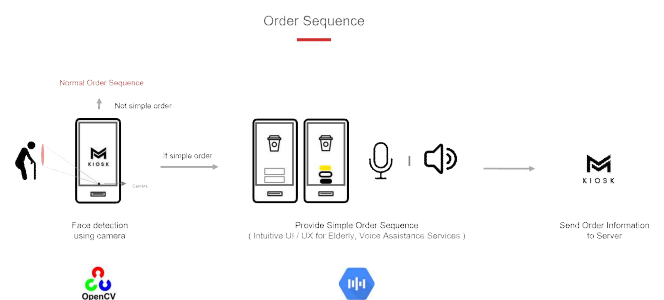 Order Sequence
Normal Order Sequence
Not simple order
KIOSK
If simple order
Camera
KIOSK
Face detection
using camera
Provide Simple Order Sequence
( Intuitive UI / UX for Elderly, Voice Assistance Services )
Send Order Information
to Server
OpenCV